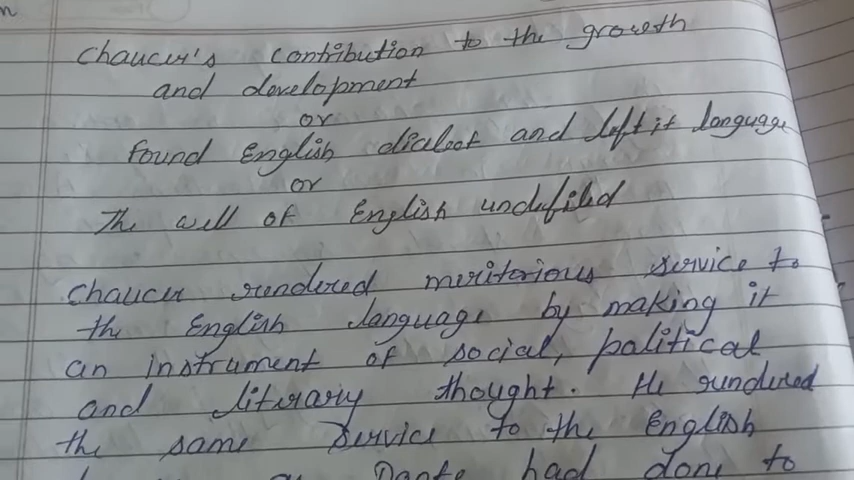 Chaucer's contribution to the growth
and development
or
Found English dialect and left it language
or
The well of English undefiled
Chaucer rendered meritorious service to
the English language by making it
an instrument of social, political
and literary thought. He rendered
the same service to the English
Dante had done to